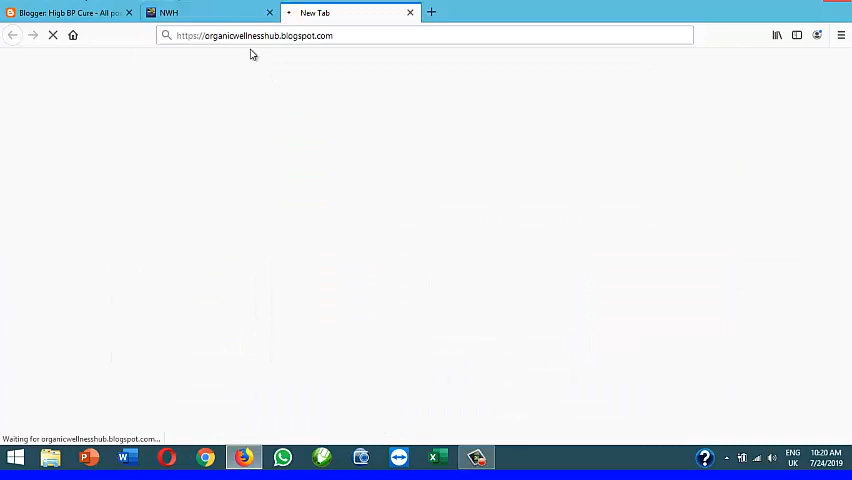 Blogger: Higb BP Cure - All po
NWH
New Tab
https://organicwellnesshub.blogspot.com
Waiting for organicwellnesshub.blogspot.com...
ENG
UK
10:20 AM
7/24/2019